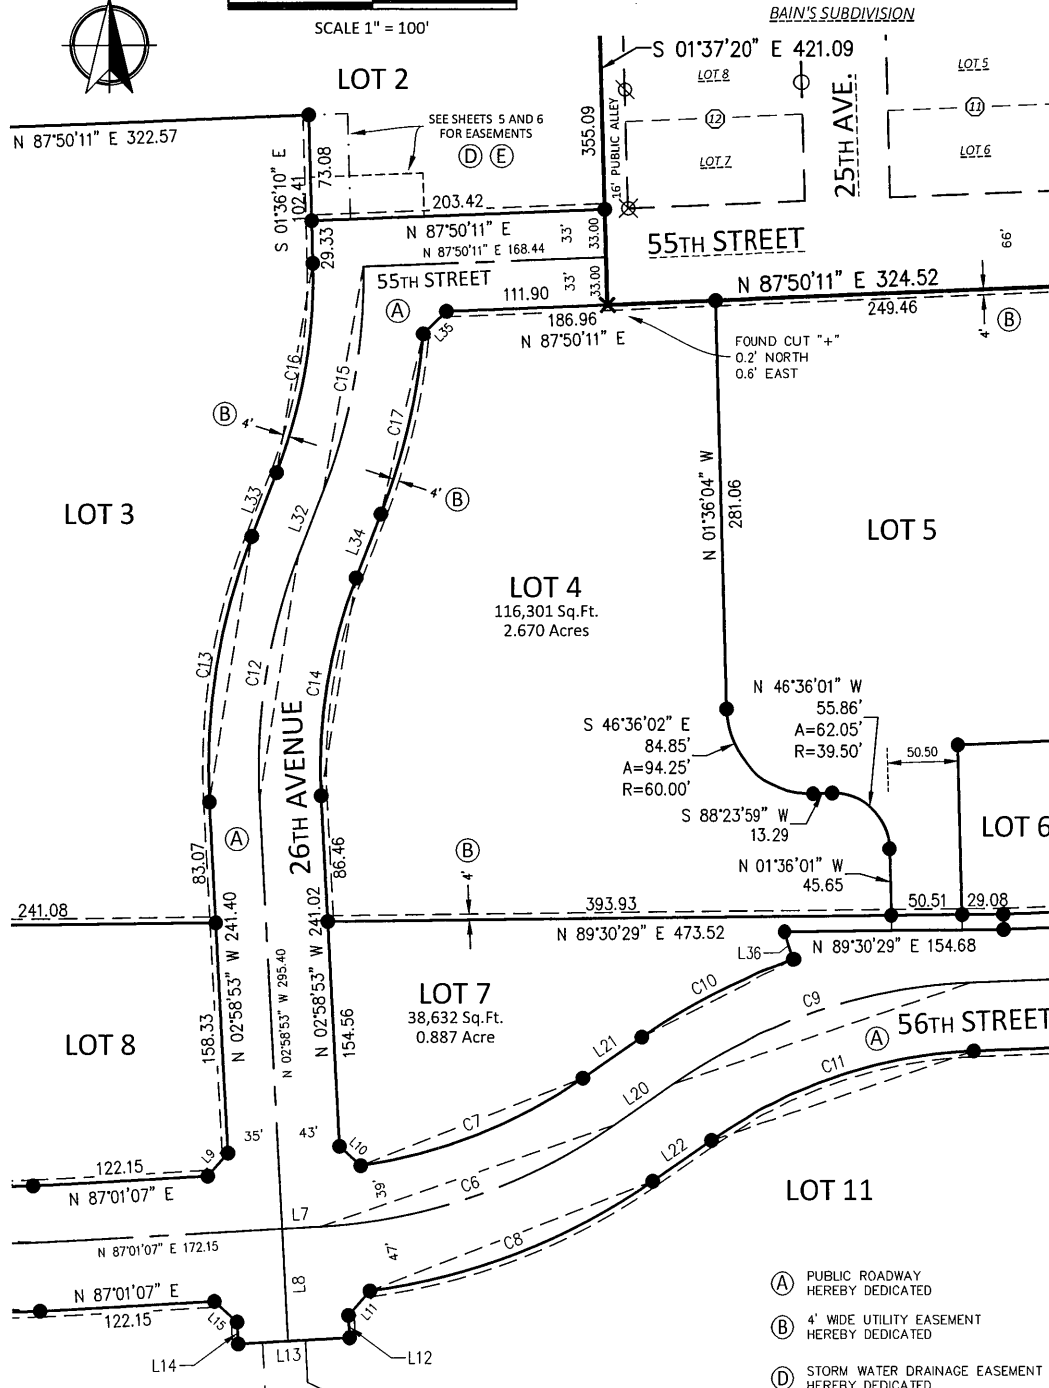 SCALE 1" = 100'
BAIN'S SUBDIVISION
S 01°37'20" E 421.09
LOT 2
LOT 8
LOT 5
SEE SHEETS 5 AND 6
FOR EASEMENTS
D E
N 87°50'11" E 322.57
355.09
16' PUBLIC ALLEY
12
11
25TH AVE.
LOT 7
LOT 6
S 01°36'10" E
102.41
73.08
203.42
N 87°50'11" E
29.33
N 87°50'11" E 168.44
33'
33.00
55TH STREET
66'
55TH STREET
33'
33.00
N 87°50'11" E 324.52
A
111.90
249.46
186.96
N 87°50'11" E
L35
4'
B
FOUND CUT "+"
0.2' NORTH
0.6' EAST
C16
C15
C17
B
4'
4'
B
N 01°36'04" W
281.06
LOT 3
L33
L32
L34
LOT 5
LOT 4
116,301 Sq.Ft.
2.670 Acres
C13
C12
C14
N 46°36'01" W
55.86'
A=62.05'
R=39.50'
S 46°36'02" E
84.85'
A=94.25'
R=60.00'
50.50
26TH AVENUE
S 88°23'59" W
13.29
LOT 6
A
83.07
86.46
B
4'
N 01°36'01" W
45.65
241.08
393.93
50.51
29.08
N 89°30'29" E 473.52
N 89°30'29" E 154.68
L36
N 02°58'53" W 241.40
158.33
N 02°58'53" W 295.40
N 02°58'53" W 241.02
154.56
LOT 7
38,632 Sq.Ft.
0.887 Acre
C10
C9
LOT 8
A
56TH STREET
L21
C11
L20
C7
L22
35'
43'
L10
L9
122.15
N 87°01'07" E
39'
C6
LOT 11
L7
N 87°01'07" E 172.15
47'
C8
L8
N 87°01'07" E
122.15
L11
L15
L14
L13
L12
A PUBLIC ROADWAY
HEREBY DEDICATED
B 4' WIDE UTILITY EASEMENT
HEREBY DEDICATED
D STORM WATER DRAINAGE EASEMENT
HEREBY DEDICATED